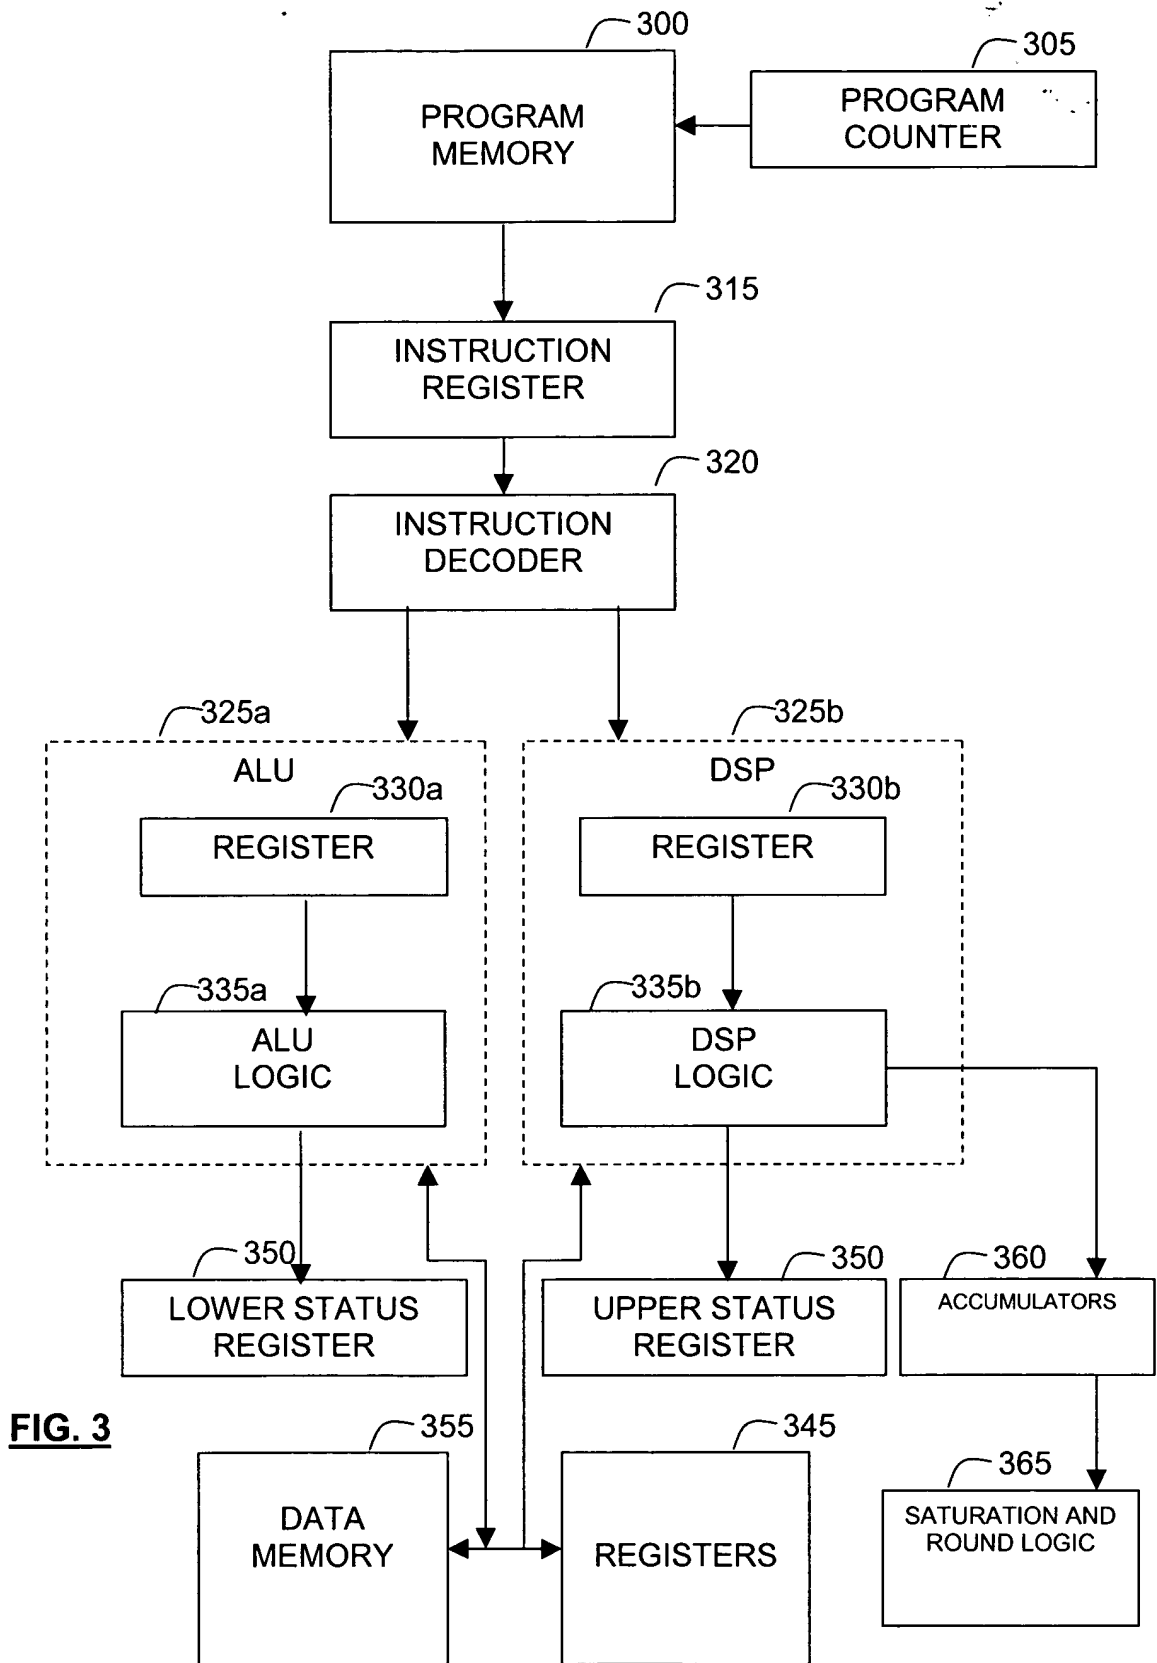 300
305
PROGRAM
MEMORY
PROGRAM
COUNTER
315
INSTRUCTION
REGISTER
320
INSTRUCTION
DECODER
325a
325b
ALU
DSP
330a
330b
REGISTER
REGISTER
335a
335b
ALU
LOGIC
DSP
LOGIC
350
350
360
LOWER STATUS
REGISTER
UPPER STATUS
REGISTER
ACCUMULATORS
FIG. 3
355
345
365
DATA
MEMORY
REGISTERS
SATURATION AND
ROUND LOGIC